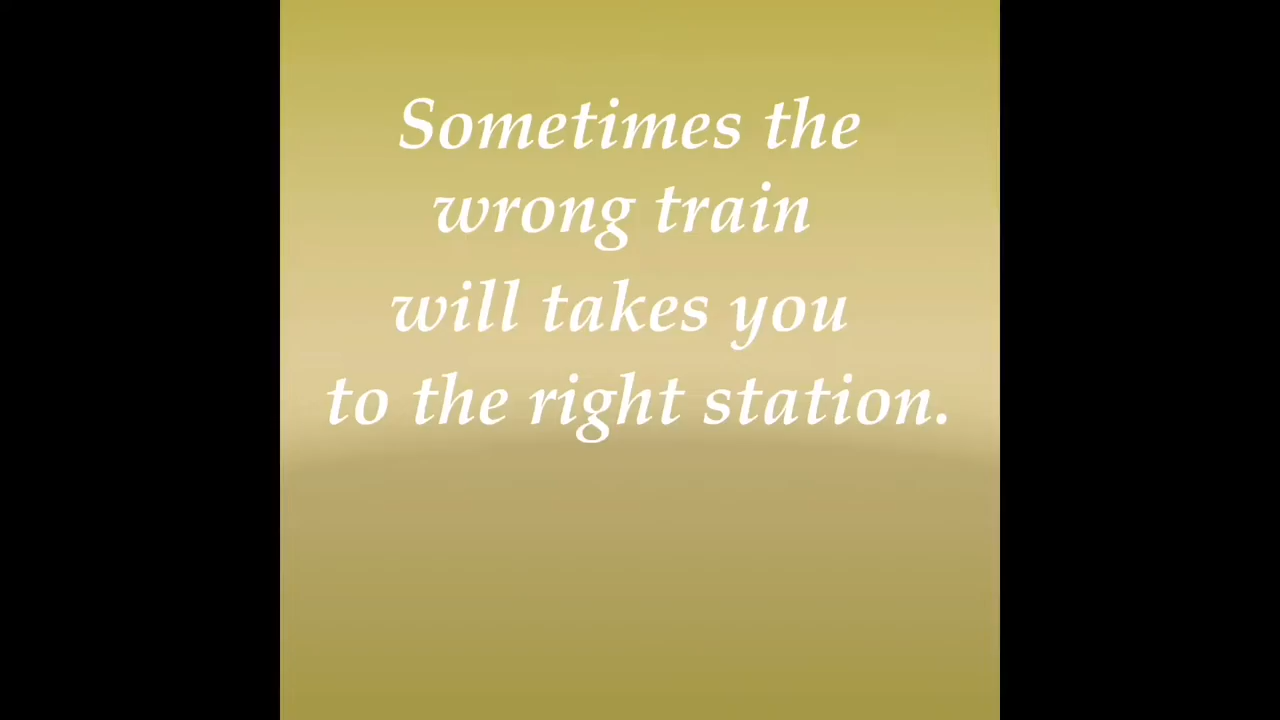 Sometimes the
wrong train
will takes you
to the right station.